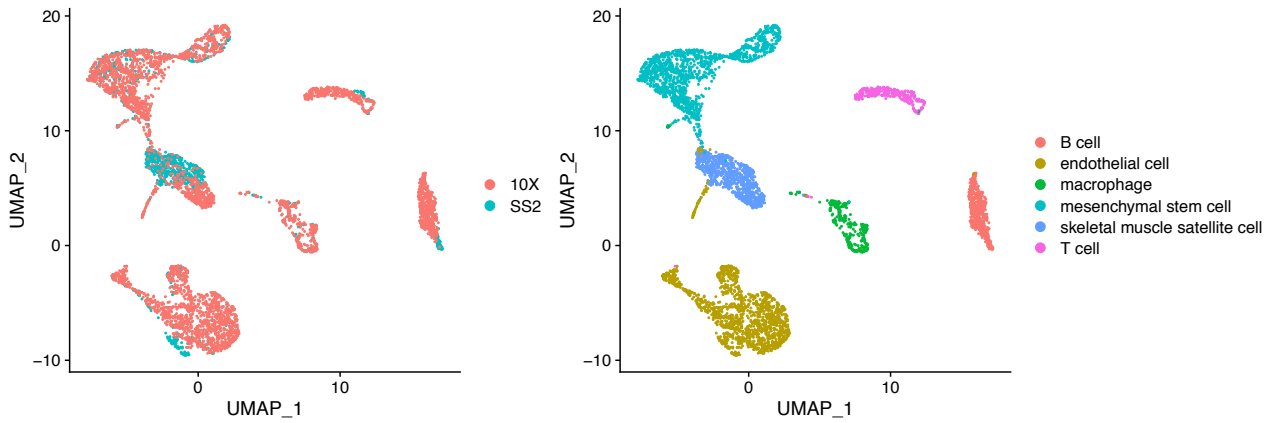 20
10
0
−10
UMAP_2
0
10
UMAP_1
10X
SS2
20
10
0
−10
UMAP_2
0
10
UMAP_1
B cell
endothelial cell
macrophage
mesenchymal stem cell
skeletal muscle satellite cell
T cell